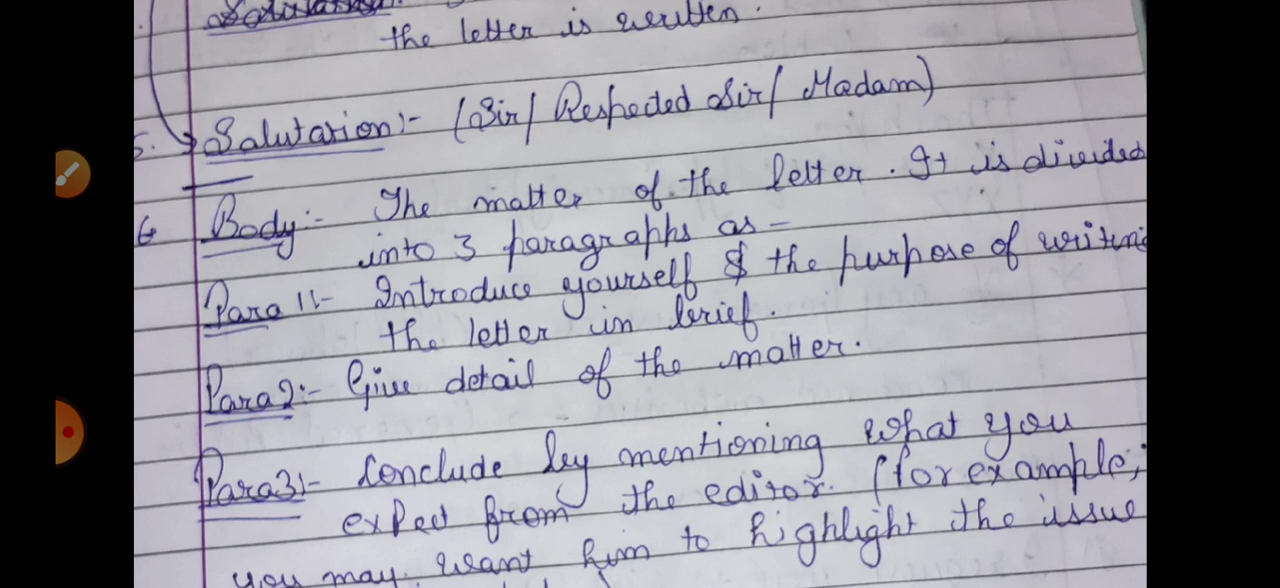 Salutation:
the letter is written.
5. Salutation:- (Sir/ Respected Sir/ Madam)
6 Body:- The matter of the letter. It is divided
into 3 paragraphs as -
Para 1:- Introduce yourself & the purpose of writing
the letter in brief.
Para 2:- Give detail of the matter.
Para 3:- Conclude by mentioning what you
expect from the editor. (for example,
you may want him to highlight the issue